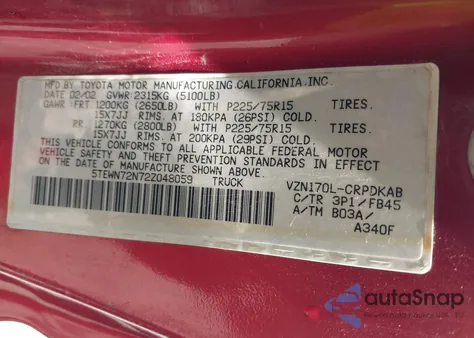 MFD. BY TOYOTA MOTOR MANUFACTURING,CALIFORNIA,INC.
DATE 02/02 GVWR 2315KG (5100LB)
GAWR: FRT 1200KG (2650LB) WITH P225/75R15 TIRES.
15X7JJ RIMS. AT 180KPA (26PSI) COLD.
RR. 1270KG (2800LB) WITH P225/75R15 TIRES.
15X7JJ RIMS. AT 200KPA (29PSI) COLD.
THIS VEHICLE CONFORMS TO ALL APPLICABLE FEDERAL MOTOR
VEHICLE SAFETY STANDARDS IN EFFECT ON THE DATE OF
MANUFACTURE SHOWN ABOVE.
5TEWN72N72Z048059 TRUCK
VZN170L-CRPDKAB
C/TR 3P1/FB45
A/TM B03A/
A340F
autoSnap